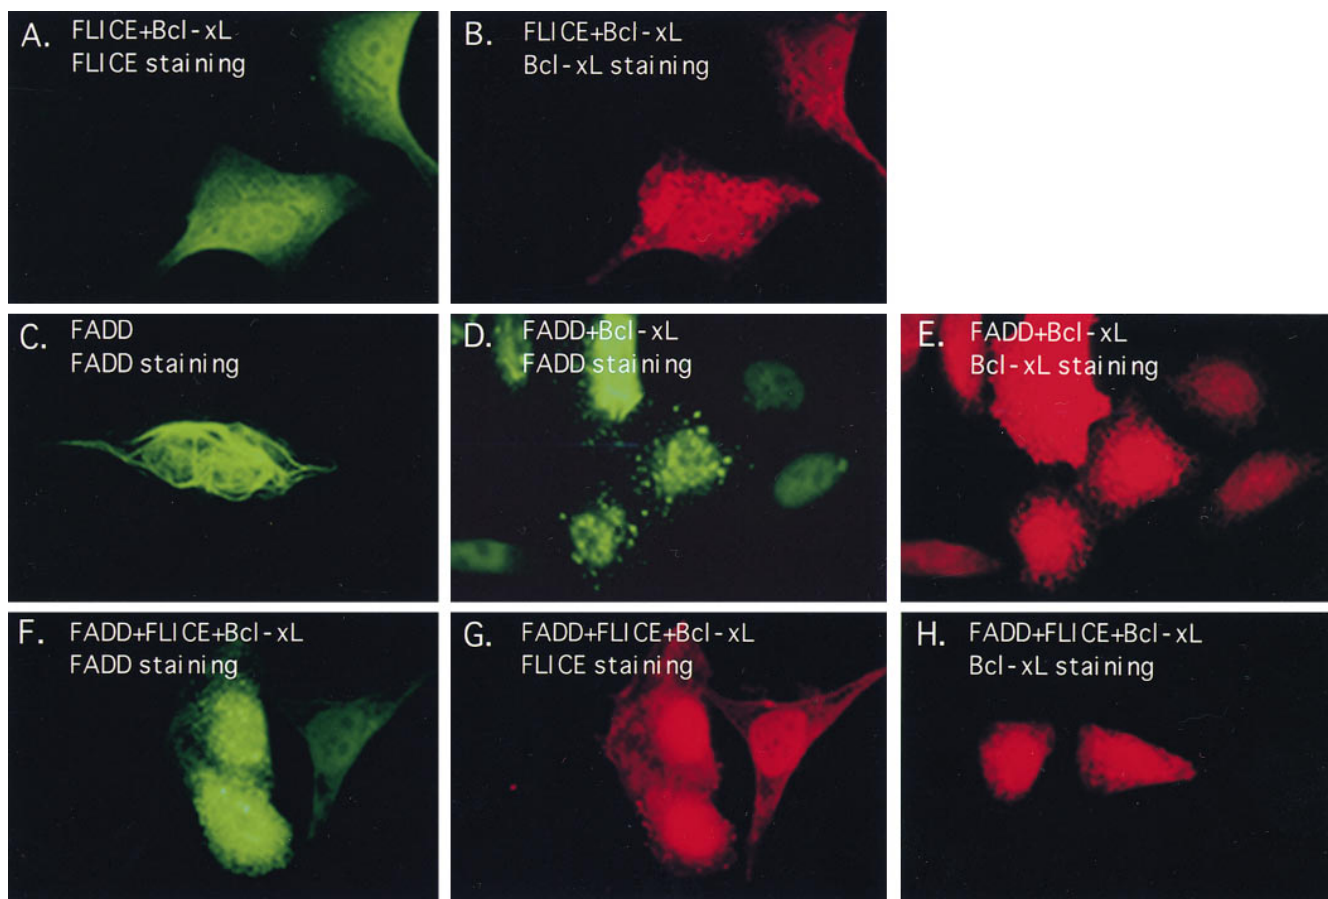 A. FLICE+Bcl-xL
FLICE staining
B. FLICE+Bcl-xL
Bcl-xL staining
C. FADD
FADD staining
D. FADD+Bcl-xL
FADD staining
E. FADD+Bcl-xL
Bcl-xL staining
F. FADD+FLICE+Bcl-xL
FADD staining
G. FADD+FLICE+Bcl-xL
FLICE staining
H. FADD+FLICE+Bcl-xL
Bcl-xL staining